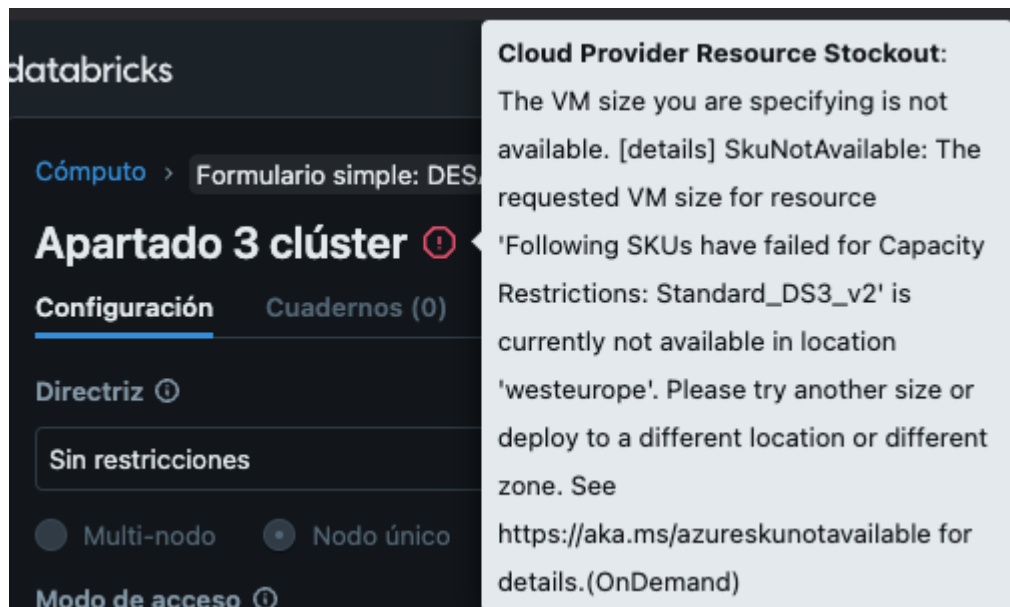 databricks
Cómputo > Formulario simple: DESA
Apartado 3 clúster
Configuración Cuadernos (0)
Directriz
Sin restricciones
Multi-nodo Nodo único
Modo de acceso
Cloud Provider Resource Stockout:
The VM size you are specifying is not
available. [details] SkuNotAvailable: The
requested VM size for resource
'Following SKUs have failed for Capacity
Restrictions: Standard_DS3_v2' is
currently not available in location
'westeurope'. Please try another size or
deploy to a different location or different
zone. See
https://aka.ms/azureskunotavailable for
details.(OnDemand)